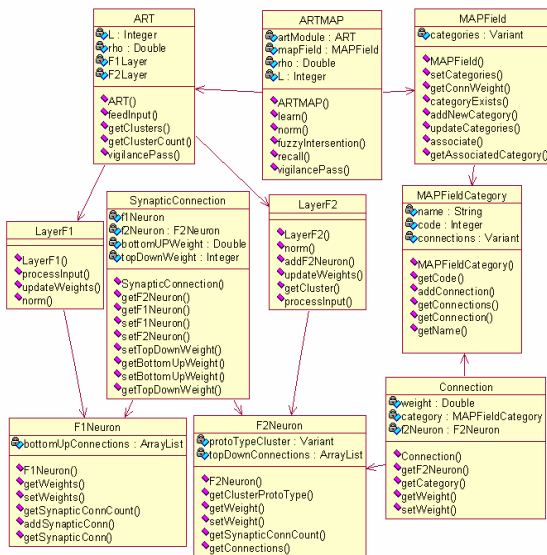 ART
L : Integer
rho : Double
F1Layer
F2Layer
ART()
feedInput()
getClusters()
getClusterCount()
vigilancePass()
ARTMAP
artModule : ART
mapField : MAPField
rho : Double
L : Integer
ARTMAP()
learn()
norm()
fuzzyIntersention()
recall()
vigilancePass()
MAPField
categories : Variant
MAPField()
setCategories()
getConnWeight()
categoryExists()
addNewCategory()
updateCategories()
associate()
getAssociatedCategory()
SynapticConnection
f1Neuron
f2Neuron : F2Neuron
bottomUPWeight : Double
topDownWeight : Integer
SynapticConnection()
getF2Neuron()
getF1Neuron()
setF1Neuron()
setF2Neuron()
setTopDownWeight()
getBottomUpWeight()
setBottomUpWeight()
getTopDownWeight()
MAPFieldCategory
name : String
code : Integer
connections : Variant
MAPFieldCategory()
getCode()
addConnection()
getConnections()
getConnection()
getName()
LayerF1
LayerF1()
processInput()
updateWeights()
norm()
LayerF2
LayerF2()
norm()
addF2Neuron()
updateWeights()
getCluster()
processInput()
F1Neuron
bottomUpConnections : ArrayList
F1Neuron()
getWeights()
setWeights()
getSynapticConnCount()
addSynapticConn()
getSynapticConn()
F2Neuron
protoTypeCluster : Variant
topDownConnections : ArrayList
F2Neuron()
getClusterProtoType()
getWeight()
setWeight()
getSynapticConnCount()
getConnections()
Connection
weight : Double
category : MAPFieldCategory
f2Neuron : F2Neuron
Connection()
getF2Neuron()
getCategory()
getWeight()
setWeight()